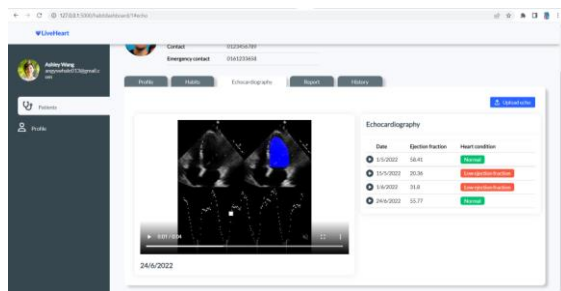 LiveHeart
Ashley Wang
Contact 0123456789
Emergency contact 0161233658
Profile Habits Echocardiography Report History
Patients
Profile
Upload echo
Echocardiography
Date Ejection fraction Heart condition
1/5/2022 56.41 Normal
15/5/2022 20.36 Low ejection fraction
1/6/2022 31.8 Low ejection fraction
24/6/2022 55.77 Normal
24/6/2022